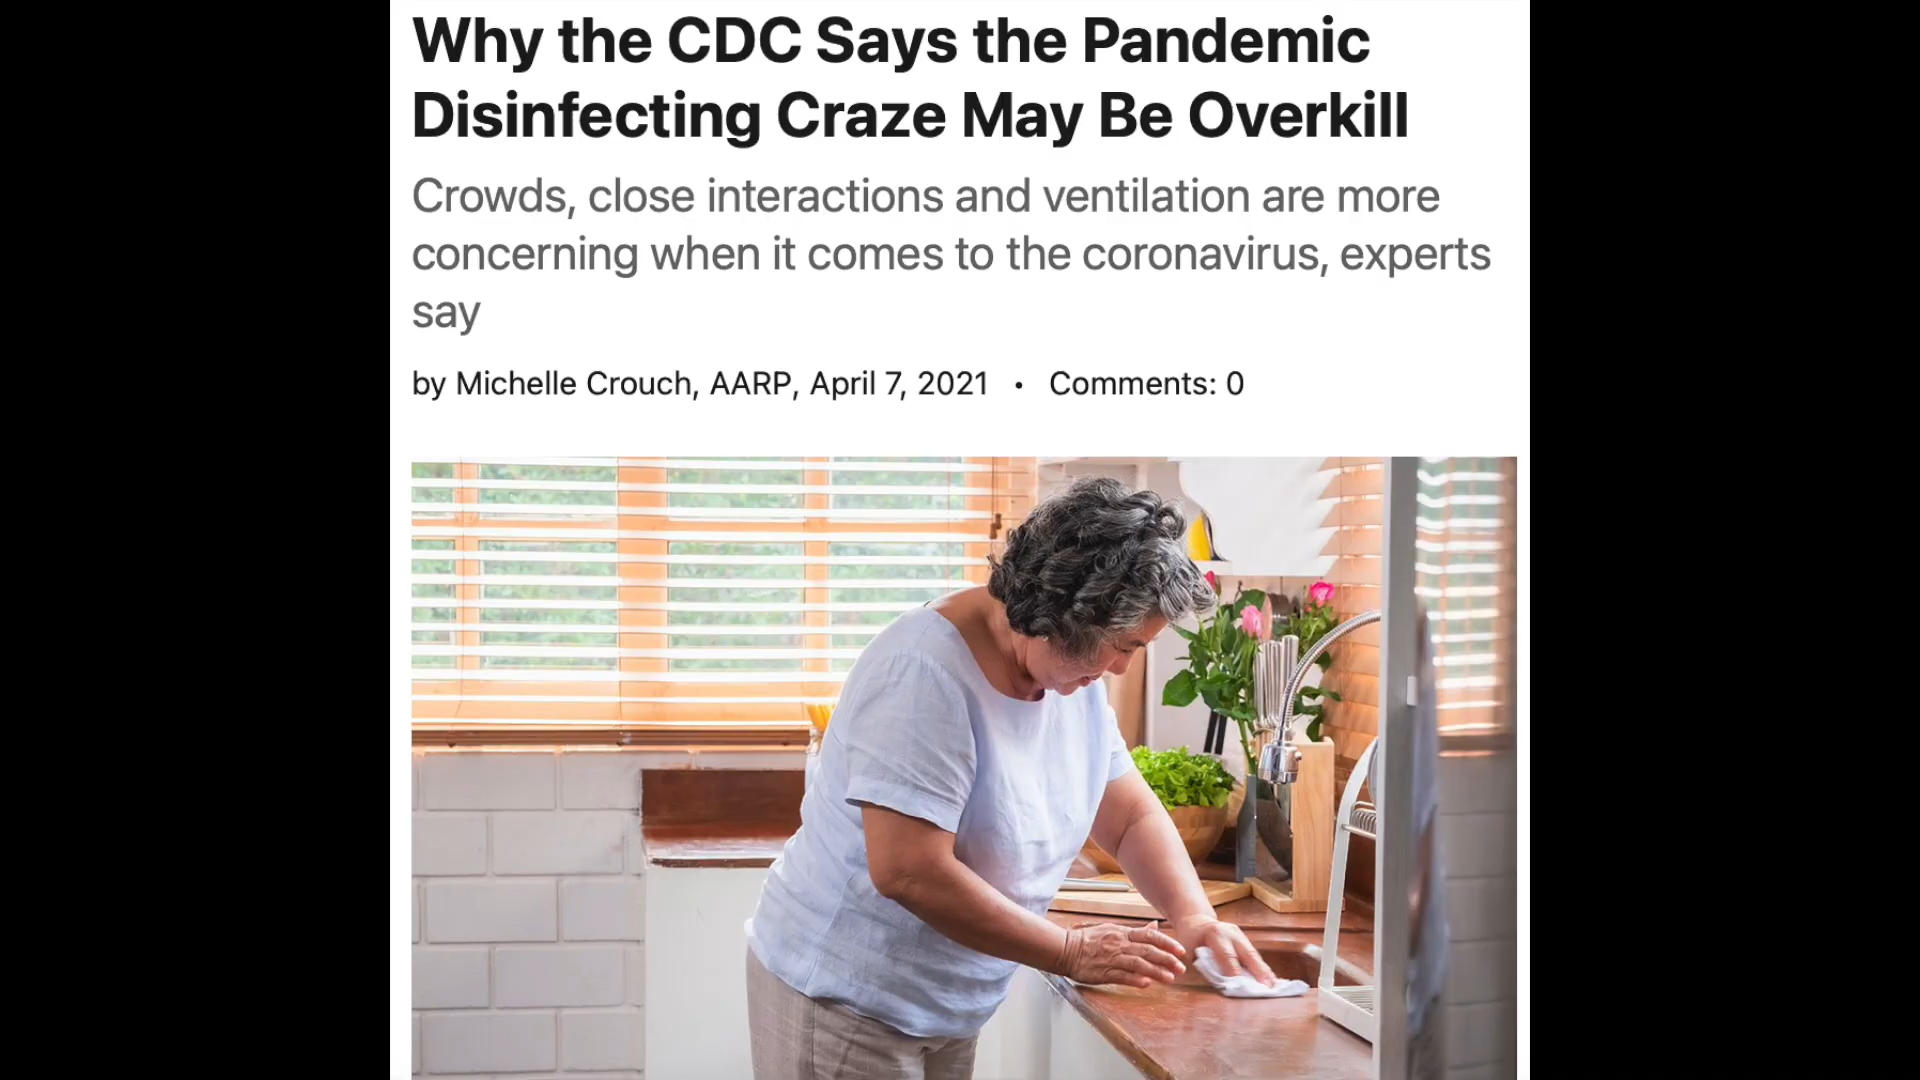 Why the CDC Says the Pandemic
Disinfecting Craze May Be Overkill
Crowds, close interactions and ventilation are more
concerning when it comes to the coronavirus, experts
say
by Michelle Crouch, AARP, April 7, 2021 • Comments: 0